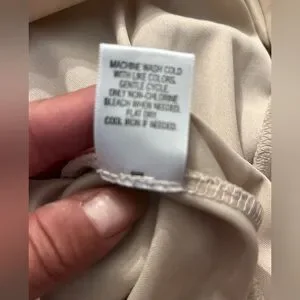 MACHINE WASH COLD
WITH LIKE COLORS.
GENTLE CYCLE.
ONLY NON-CHLORINE
BLEACH WHEN NEEDED.
FLAT DRY.
COOL IRON IF NEEDED.